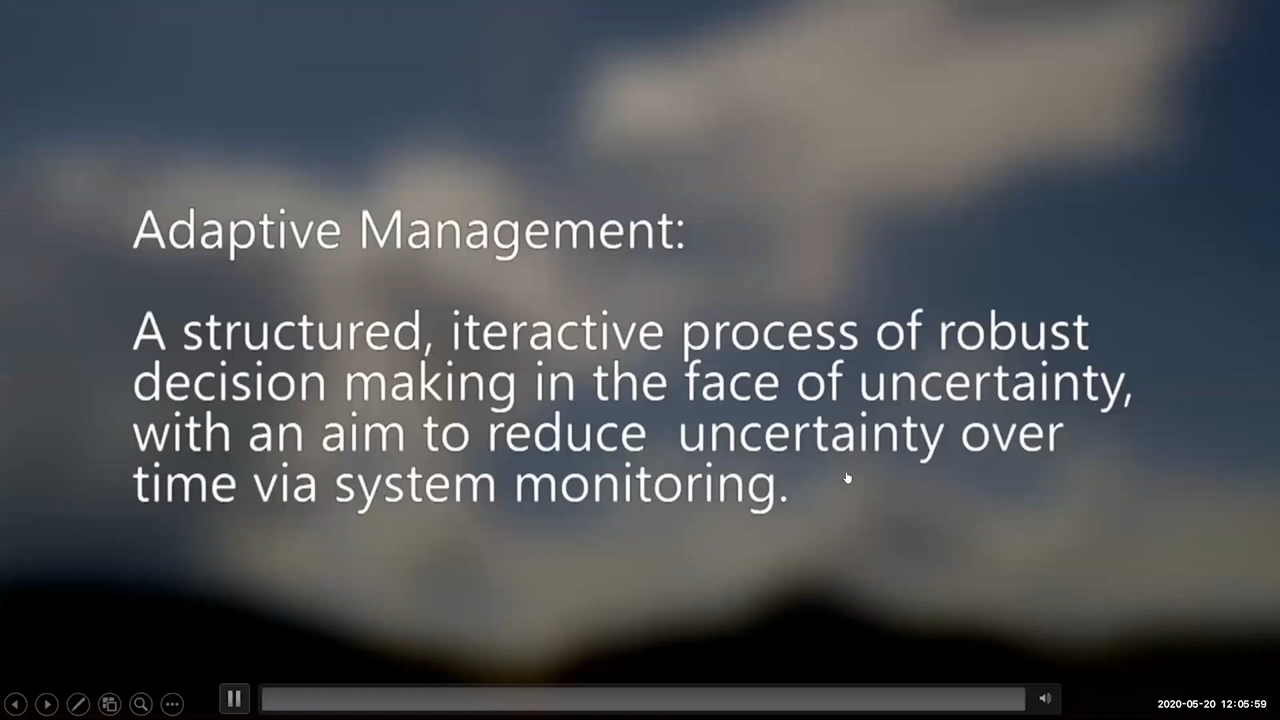 Adaptive Management:
A structured, iteractive process of robust
decision making in the face of uncertainty,
with an aim to reduce  uncertainty over
time via system monitoring.
2020-05-20 12:05:59